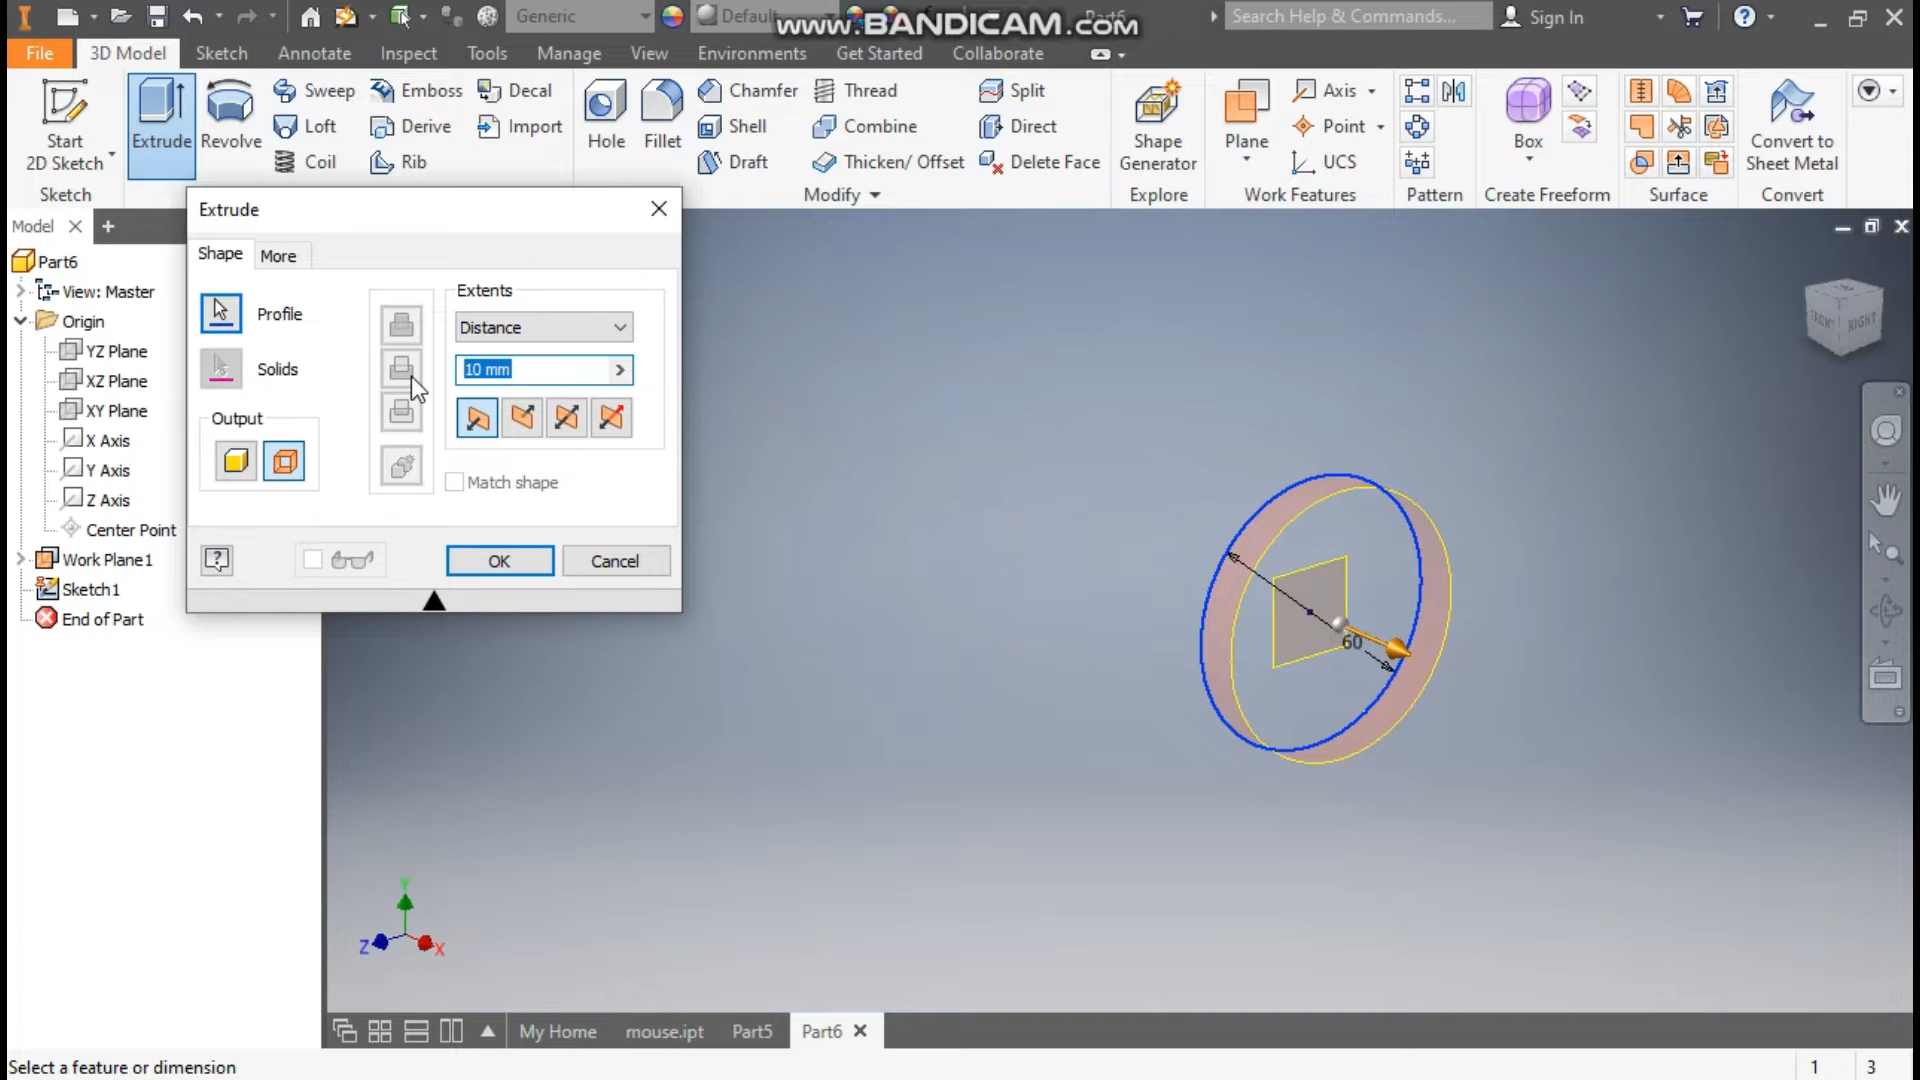 Generic
Default
www.BANDICAM.com
Part6
Search Help & Commands...
Sign In
File
3D Model
Sketch
Annotate
Inspect
Tools
Manage
View
Environments
Get Started
Collaborate
Start
2D Sketch
Extrude
Revolve
Sweep
Loft
Coil
Emboss
Derive
Rib
Decal
Import
Hole
Fillet
Chamfer
Shell
Draft
Thread
Combine
Thicken/ Offset
Split
Direct
Delete Face
Shape
Generator
Plane
Axis
Point
UCS
Box
Convert to
Sheet Metal
Sketch
Modify
Explore
Work Features
Pattern
Create Freeform
Surface
Convert
Model
Part6
View: Master
Origin
YZ Plane
XZ Plane
XY Plane
X Axis
Y Axis
Z Axis
Center Point
Work Plane1
Sketch1
End of Part
Extrude
Shape
More
Profile
Solids
Output
Extents
Distance
10 mm
Match shape
OK
Cancel
FRONT
RIGHT
60
Y
Z
X
My Home
mouse.ipt
Part5
Part6
Select a feature or dimension
1
3